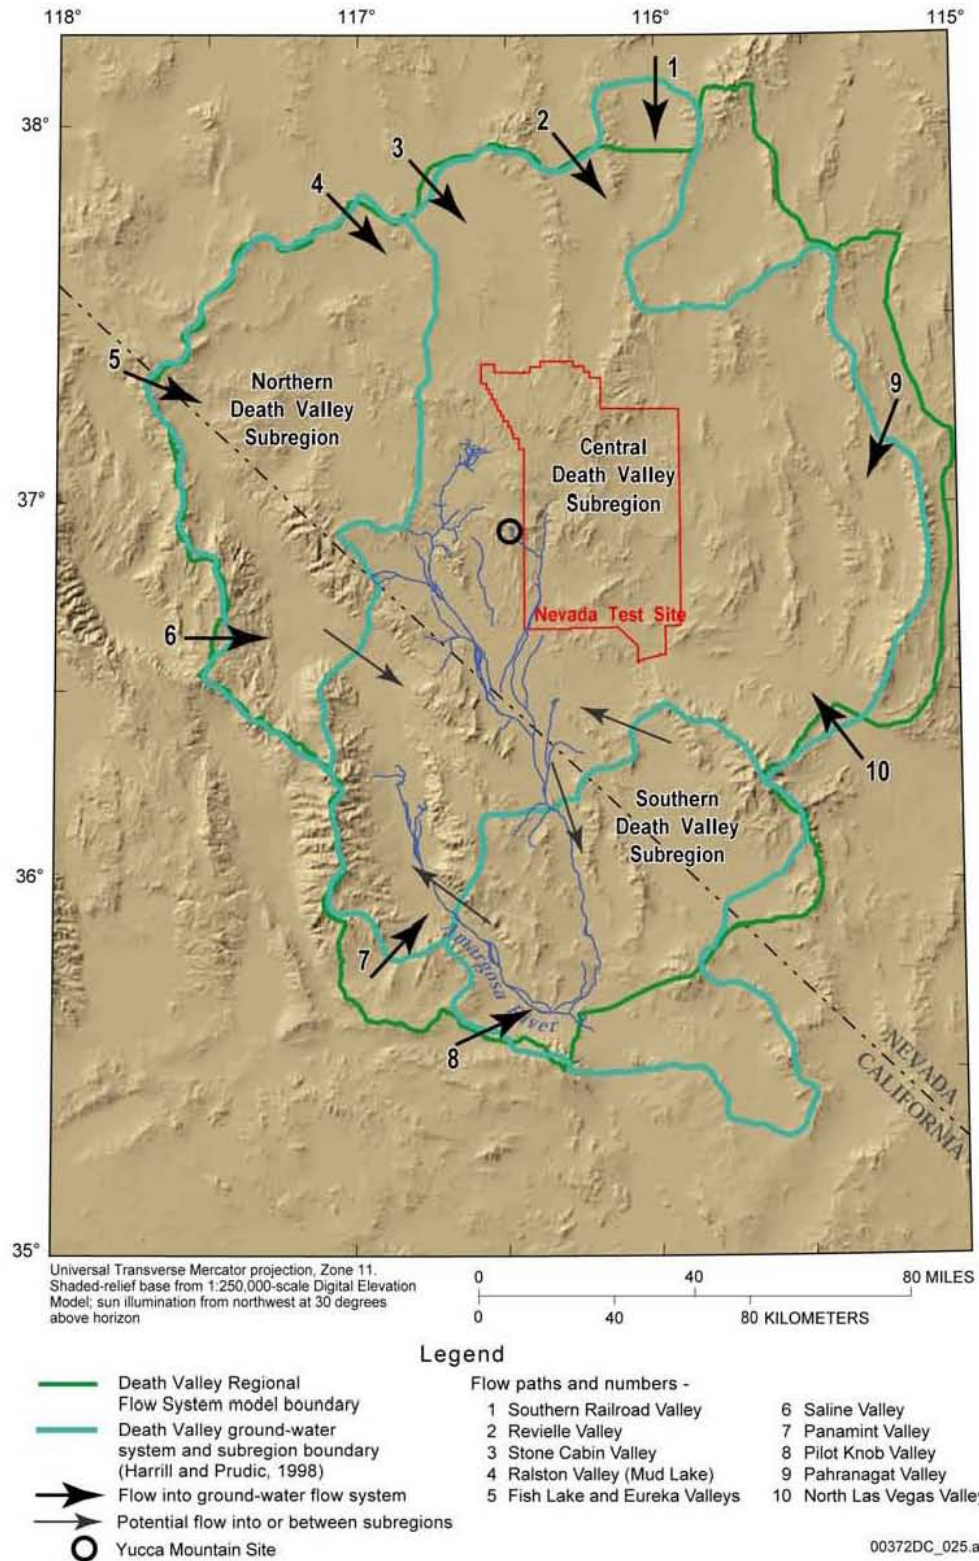 118°
117°
116°
115°
38°
37°
36°
35°
1
2
3
4
5
6
7
8
9
10
Northern
Death Valley
Subregion
Central
Death Valley
Subregion
Nevada Test Site
Southern
Death Valley
Subregion
Amargosa River
NEVADA
CALIFORNIA
Universal Transverse Mercator projection, Zone 11.
Shaded-relief base from 1:250,000-scale Digital Elevation
Model; sun illumination from northwest at 30 degrees
above horizon
0 40 80 MILES
0 40 80 KILOMETERS
Legend
Death Valley Regional
Flow System model boundary
Death Valley ground-water
system and subregion boundary
(Harrill and Prudic, 1998)
Flow into ground-water flow system
Potential flow into or between subregions
Yucca Mountain Site
Flow paths and numbers -
1 Southern Railroad Valley
2 Revielle Valley
3 Stone Cabin Valley
4 Ralston Valley (Mud Lake)
5 Fish Lake and Eureka Valleys
6 Saline Valley
7 Panamint Valley
8 Pilot Knob Valley
9 Pahranagat Valley
10 North Las Vegas Valley
00372DC_025.a